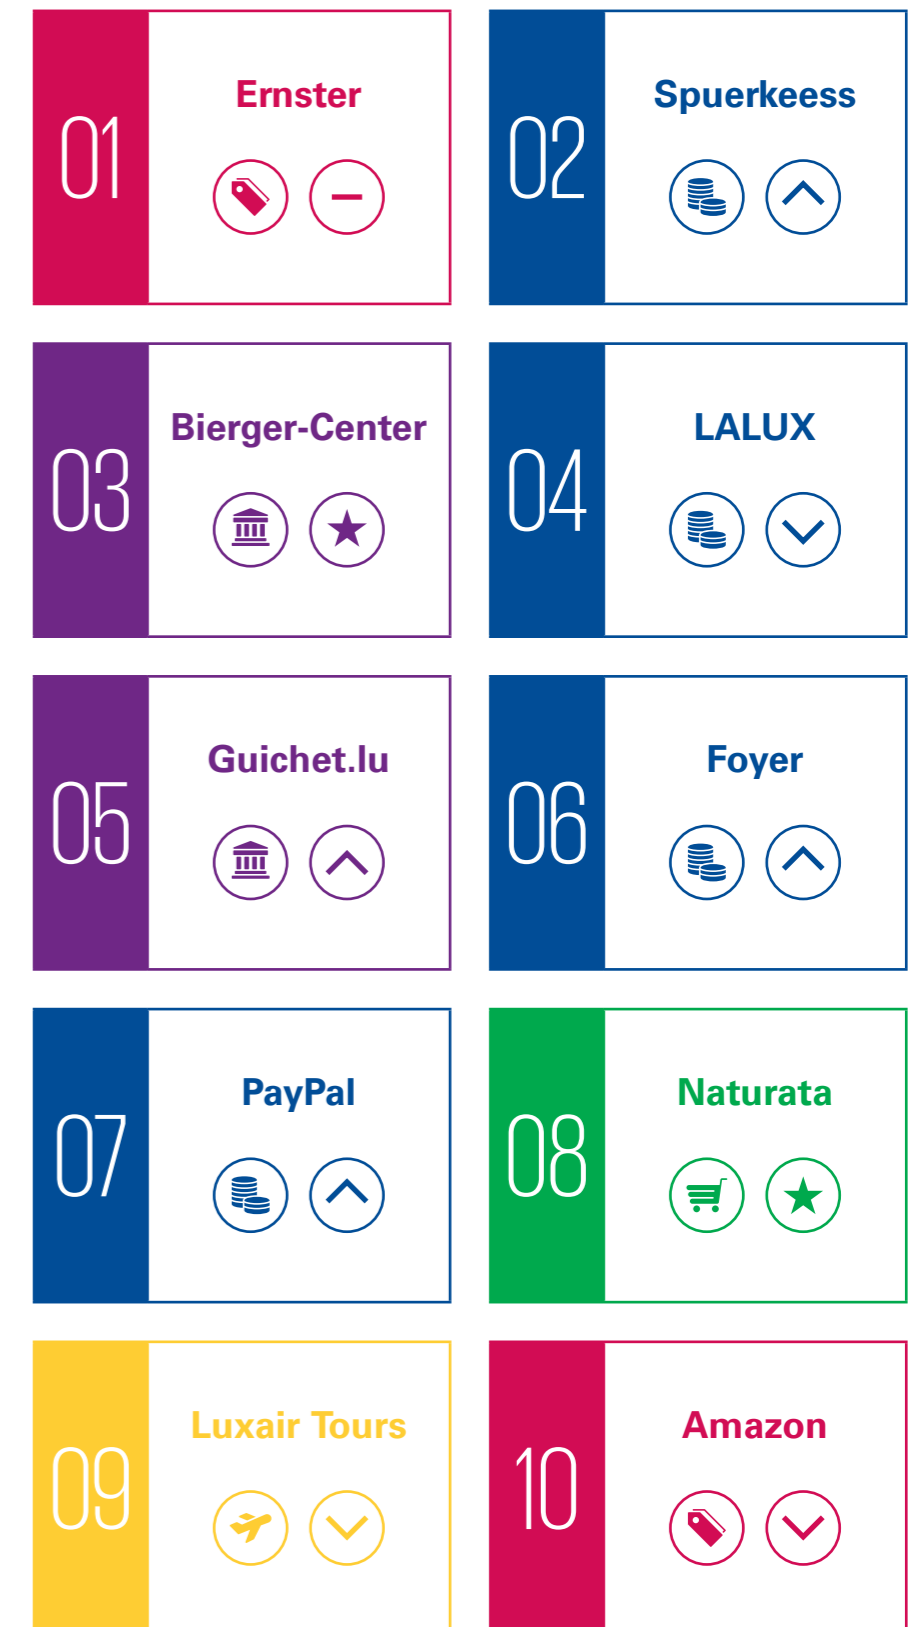 01
Ernster
02
Spuerkeess
03
Bierger-Center
04
LALUX
05
Guichet.lu
06
Foyer
07
PayPal
08
Naturata
09
Luxair Tours
10
Amazon